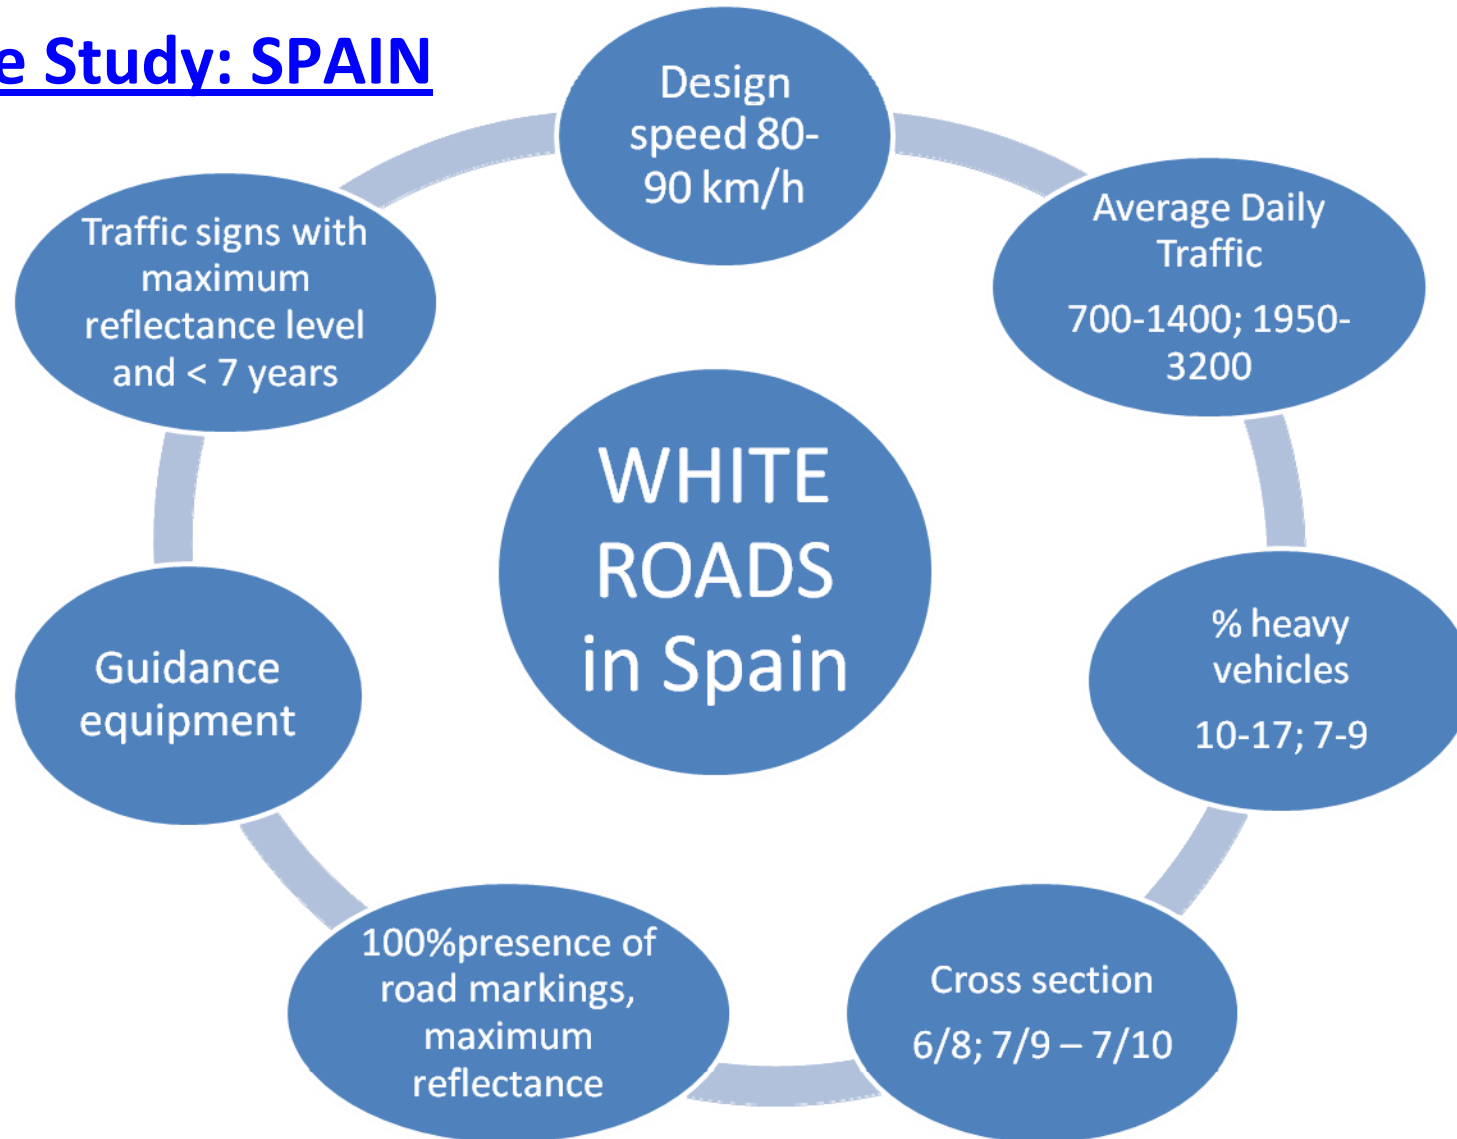 e Study: SPAIN
Design
speed 80-
90 km/h
Average Daily
Traffic
700-1400; 1950-
3200
% heavy
vehicles
10-17; 7-9
Cross section
6/8; 7/9 – 7/10
100%presence of
road markings,
maximum
reflectance
Guidance
equipment
Traffic signs with
maximum
reflectance level
and < 7 years
WHITE
ROADS
in Spain